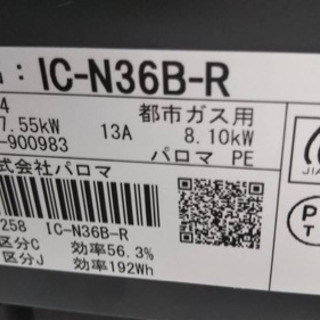 : IC-N36B-R
4 都市ガス用
7.55kW 13A 8.10kW
-900983 パロマ PE
式会社パロマ
258 IC-N36B-R
区分C 効率56.3%
区分J 効率192Wh
JIA
P
T